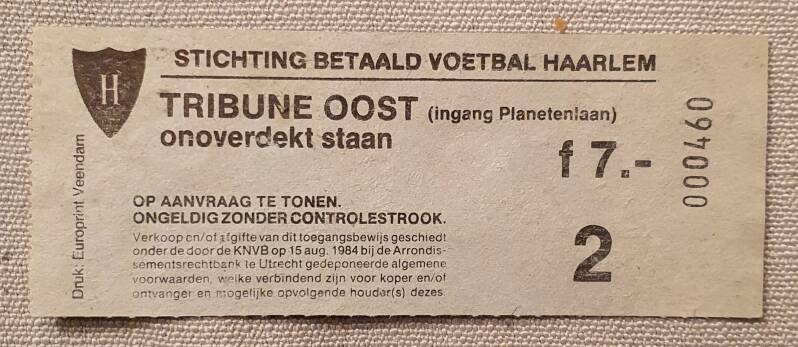 H
STICHTING BETAALD VOETBAL HAARLEM
TRIBUNE OOST (ingang Planetenlaan)
onoverdekt staan
f 7.-
000460
OP AANVRAAG TE TONEN.
ONGELDIG ZONDER CONTROLESTROOK.
Verkoop en/of afgifte van dit toegangsbewijs geschiedt
onder de door de KNVB op 15 aug. 1984 bij de Arrondis-
sementsrechtbank te Utrecht gedeponeerde algemene
voorwaarden, welke verbindend zijn voor koper en/of
ontvanger en mogelijke opvolgende houdar(s) dezes.
2
Druk: Europrint Veendam